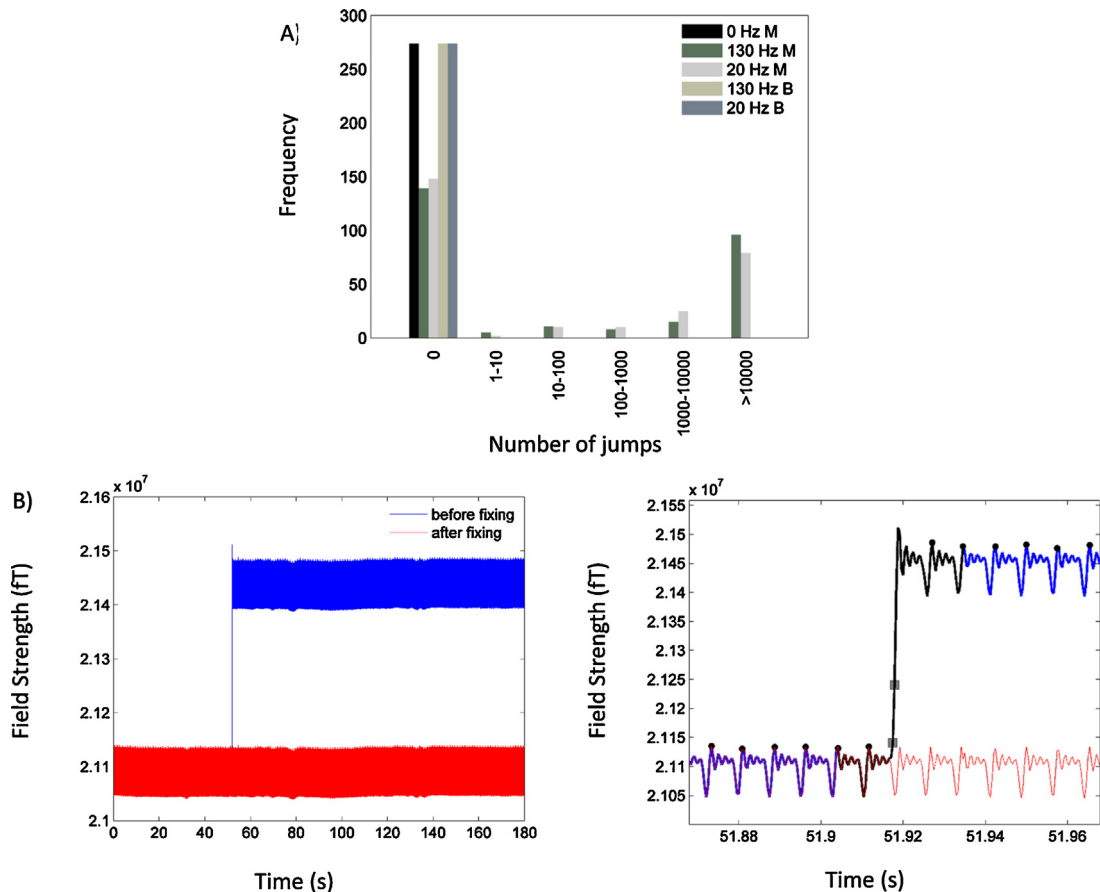 A)
300
250
200
150
100
50
0
Frequency
0 Hz M
130 Hz M
20 Hz M
130 Hz B
20 Hz B
0
1-10
10-100
100-1000
1000-10000
>10000
Number of jumps
B)
x 10^7
2.16
2.15
2.14
2.13
2.12
2.11
2.1
Field Strength (fT)
before fixing
after fixing
0 20 40 60 80 100 120 140 160 180
Time (s)
x 10^7
2.155
2.15
2.145
2.14
2.135
2.13
2.125
2.12
2.115
2.11
2.105
Field Strength (fT)
51.88 51.9 51.92 51.94 51.96
Time (s)